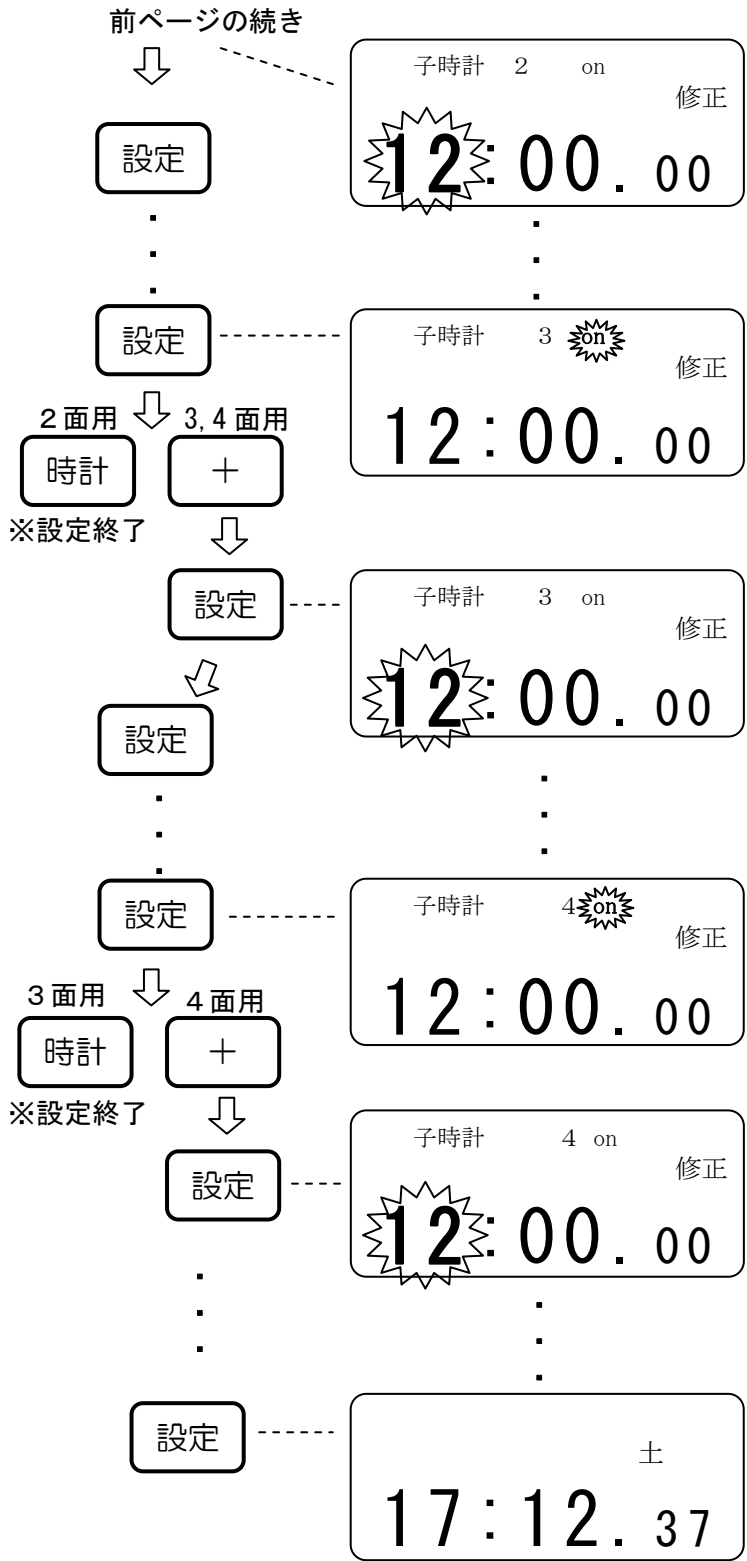 前ページの続き
子時計 2 on
修正
設定
12:00.00
設定
子時計 3 on
修正
12:00.00
2面用 3,4面用
時計 +
※設定終了
設定
子時計 3 on
修正
12:00.00
設定
設定
子時計 4 on
修正
12:00.00
3面用 4面用
時計 +
※設定終了
設定
子時計 4 on
修正
12:00.00
設定
土
17:12.37